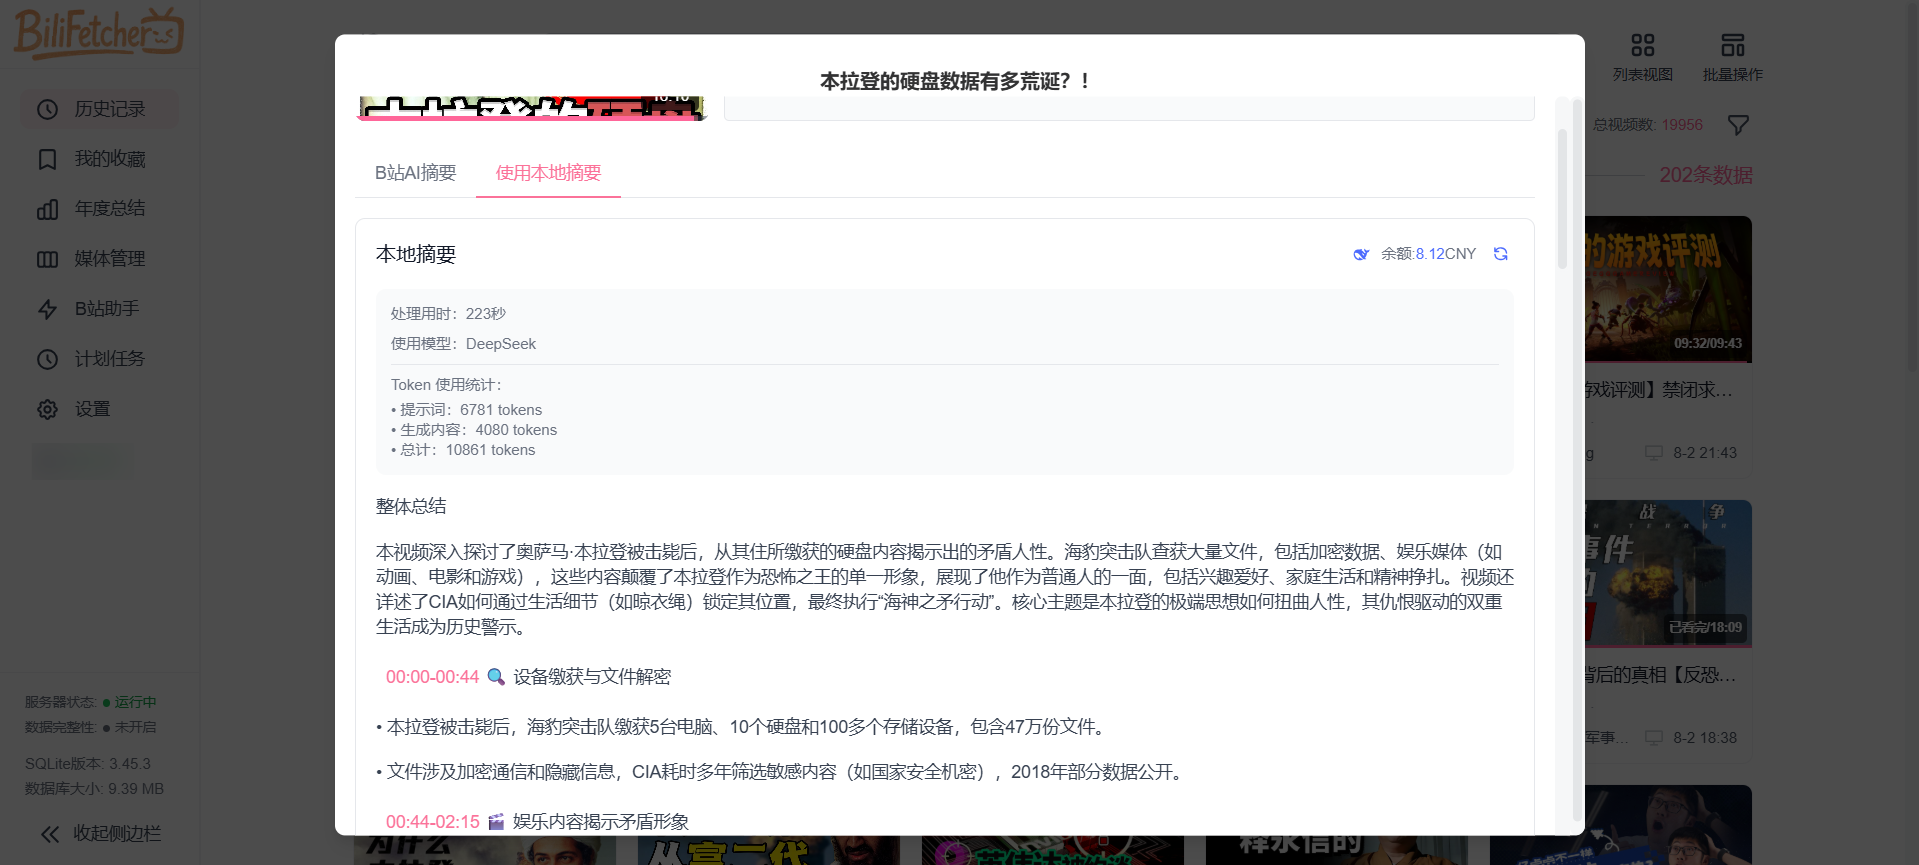 BiliFetcher
历史记录
我的收藏
年度总结
媒体管理
B站助手
计划任务
设置
服务器状态: 运行中
数据完整性: 未开启
SQLite版本: 3.45.3
数据库大小: 9.39 MB
收起侧边栏
本拉登的硬盘数据有多荒诞？！
B站AI摘要
使用本地摘要
本地摘要
余额:8.12CNY
处理用时：223秒
使用模型：DeepSeek
Token 使用统计：
• 提示词：6781 tokens
• 生成内容：4080 tokens
• 总计：10861 tokens
整体总结
本视频深入探讨了奥萨马·本拉登被击毙后，从其住所缴获的硬盘内容揭示出的矛盾人性。海豹突击队查获大量文件，包括加密数据、娱乐媒体（如
动画、电影和游戏），这些内容颠覆了本拉登作为恐怖之王的单一形象，展现了他作为普通人的一面，包括兴趣爱好、家庭生活和精神挣扎。视频还
详述了CIA如何通过生活细节（如晾衣绳）锁定其位置，最终执行“海神之矛行动”。核心主题是本拉登的极端思想如何扭曲人性，其仇恨驱动的双重
生活成为历史警示。
00:00-00:44 🔍 设备缴获与文件解密
• 本拉登被击毙后，海豹突击队缴获5台电脑、10个硬盘和100多个存储设备，包含47万份文件。
• 文件涉及加密通信和隐藏信息，CIA耗时多年筛选敏感内容（如国家安全机密），2018年部分数据公开。
00:44-02:15 🎬 娱乐内容揭示矛盾形象
列表视图
批量操作
总视频数: 19956
202条数据
的游戏评测
09:32/09:43
游戏评测】禁闭求…
g
8-2 21:43
战 争
事件
的
已看完/18:09
背后的真相【反恐…
军事…
8-2 18:38
为什么
从富二代
释永信的